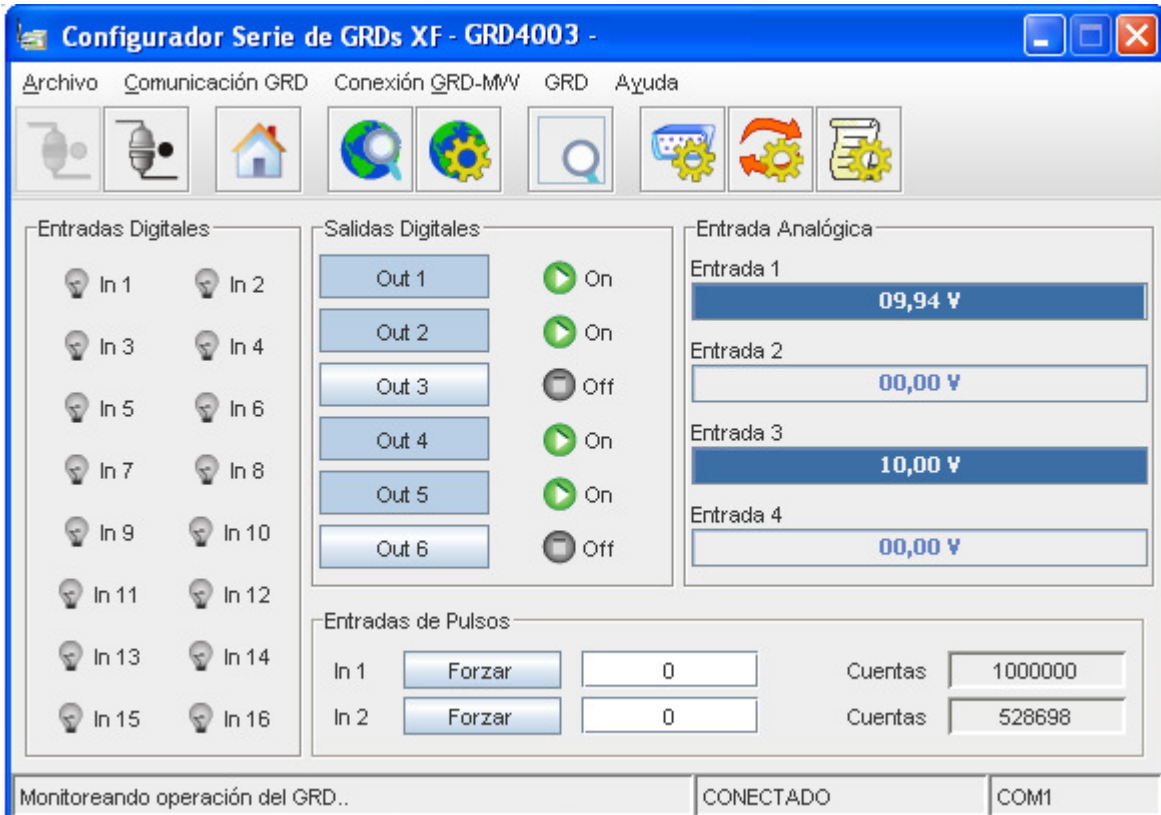 Configurador Serie de GRDs XF - GRD4003 -
Archivo Comunicación GRD Conexión GRD-MW GRD Ayuda
Entradas Digitales
In 1 In 2
In 3 In 4
In 5 In 6
In 7 In 8
In 9 In 10
In 11 In 12
In 13 In 14
In 15 In 16
Salidas Digitales
Out 1 On
Out 2 On
Out 3 Off
Out 4 On
Out 5 On
Out 6 Off
Entrada Analógica
Entrada 1
09,94 V
Entrada 2
00,00 V
Entrada 3
10,00 V
Entrada 4
00,00 V
Entradas de Pulsos
In 1 Forzar 0 Cuentas 1000000
In 2 Forzar 0 Cuentas 528698
Monitoreando operación del GRD.. CONECTADO COM1